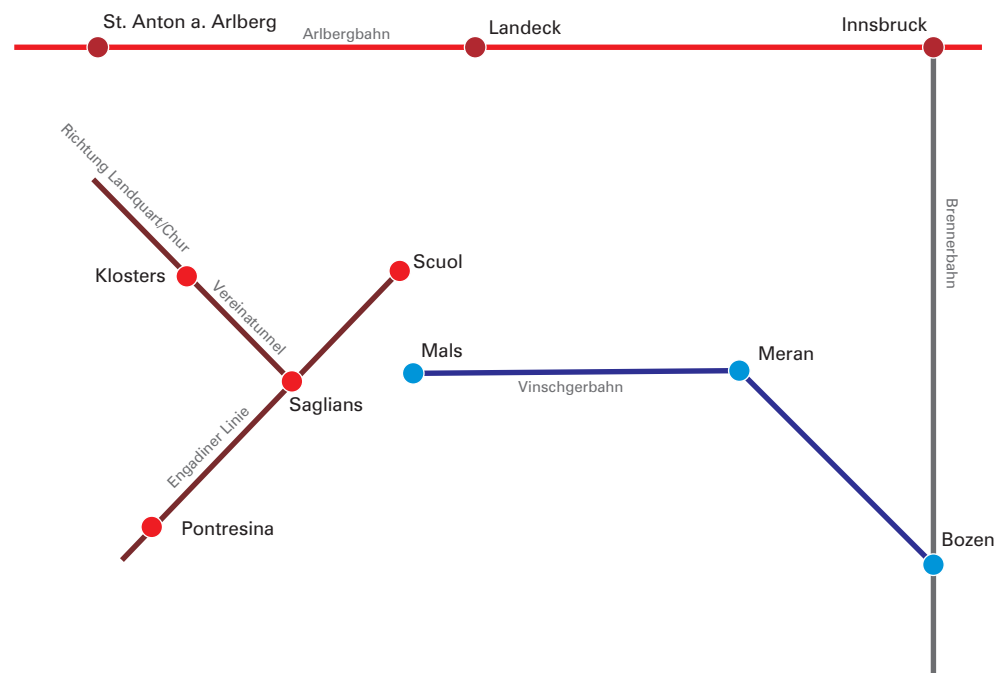 St. Anton a. Arlberg
Arlbergbahn
Landeck
Innsbruck
Richtung Landquart/Chur
Brennerbahn
Klosters
Vereinatunnel
Scuol
Mals
Meran
Vinschgerbahn
Saglians
Engadiner Linie
Pontresina
Bozen